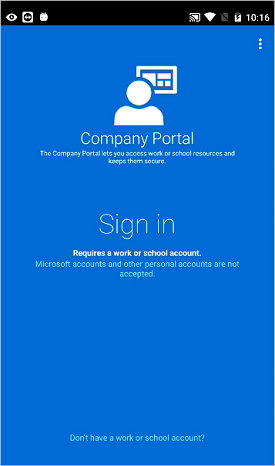 10:16
Company Portal
The Company Portal lets you access work or school resources and
keeps them secure.
Sign in
Requires a work or school account.
Microsoft accounts and other personal accounts are not
accepted.
Don't have a work or school account?